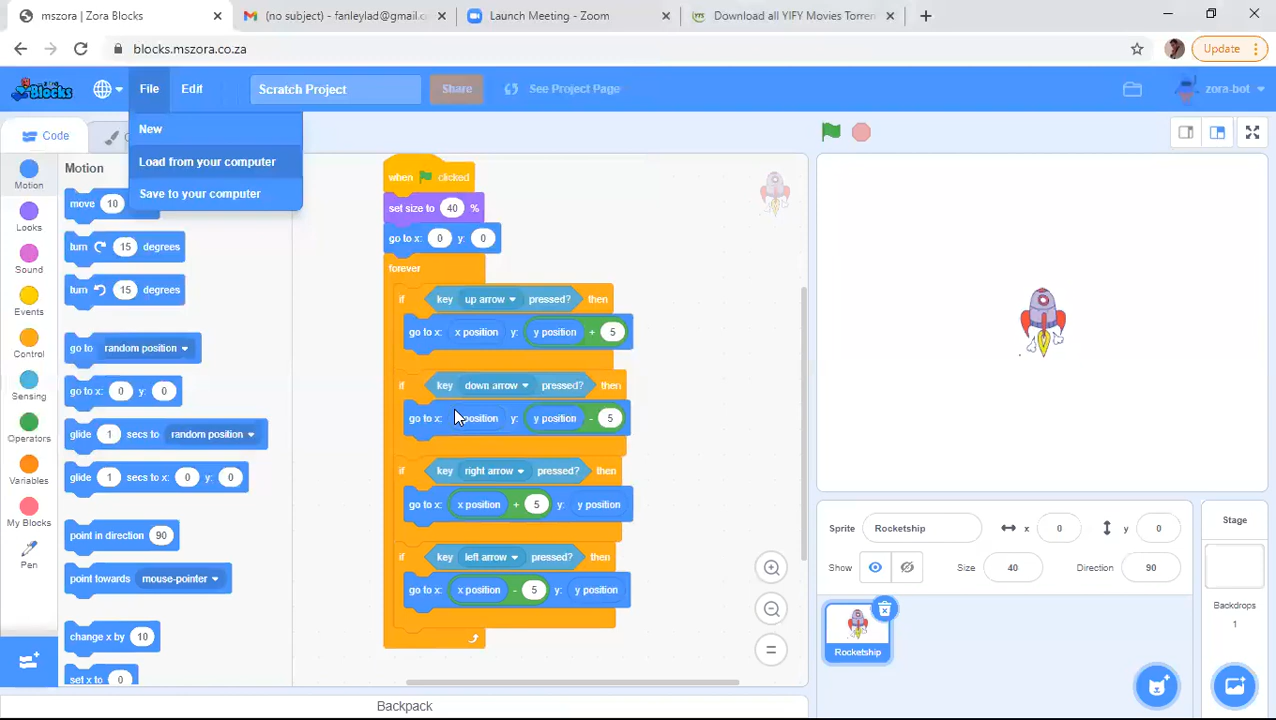 mszora | Zora Blocks
(no subject) - fanleylad@gmail.c
Launch Meeting - Zoom
YTS
Download all YIFY Movies Torren
blocks.mszora.co.za
Update
Blocks
File
Edit
Scratch Project
Share
See Project Page
zora-bot
New
Load from your computer
Save to your computer
Code
Motion
Looks
Sound
Events
Control
Sensing
Operators
Variables
My Blocks
Pen
Motion
move 10
turn 15 degrees
turn 15 degrees
go to random position
go to x: 0 y: 0
glide 1 secs to random position
glide 1 secs to x: 0 y: 0
point in direction 90
point towards mouse-pointer
change x by 10
set x to 0
when clicked
set size to 40 %
go to x: 0 y: 0
forever
if key up arrow pressed? then
go to x: x position y: y position + 5
if key down arrow pressed? then
go to x: position y: y position - 5
if key right arrow pressed? then
go to x: x position + 5 y: y position
if key left arrow pressed? then
go to x: x position - 5 y: y position
Backpack
Sprite Rocketship x 0 y 0
Show Size 40 Direction 90
Rocketship
Stage
Backdrops
1